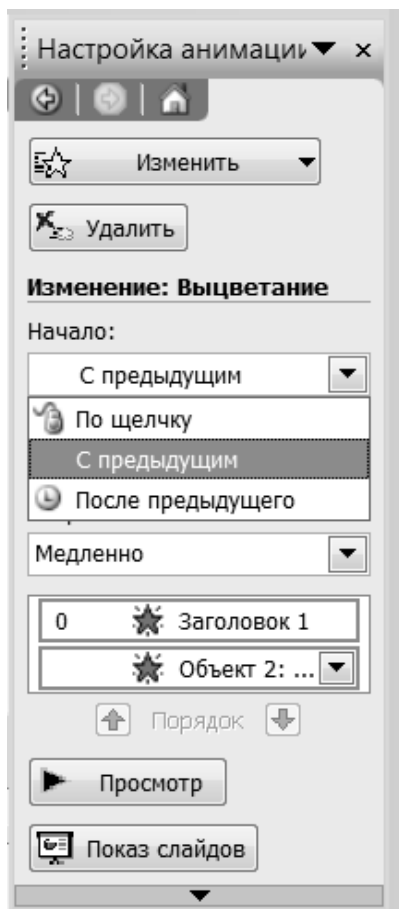 Настройка анимации
Изменить
Удалить
Изменение: Выцветание
Начало:
С предыдущим
По щелчку
С предыдущим
После предыдущего
Медленно
0 Заголовок 1
Объект 2: ...
Порядок
Просмотр
Показ слайдов